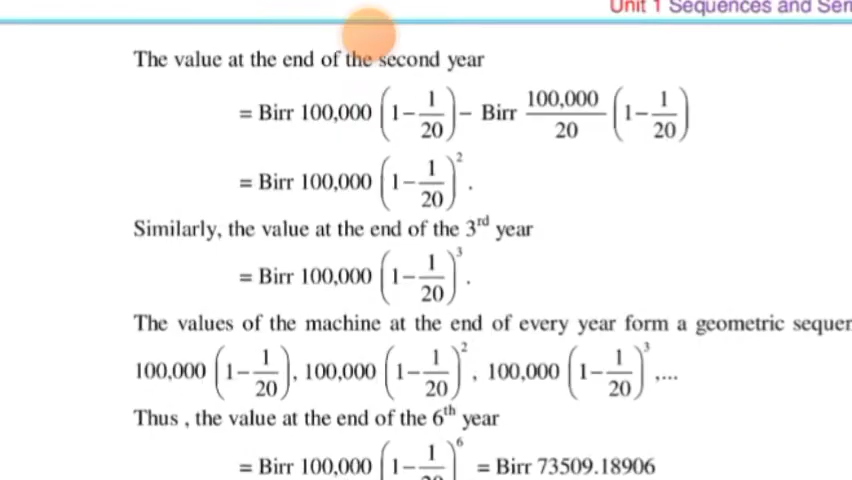 Unit 1 Sequences and Seri
The value at the end of the second year
= Birr 100,000 (1 − 1/20) − Birr 100,000/20 (1 − 1/20)
= Birr 100,000 (1 − 1/20)².
Similarly, the value at the end of the 3rd year
= Birr 100,000 (1 − 1/20)³.
The values of the machine at the end of every year form a geometric sequen
100,000 (1 − 1/20), 100,000 (1 − 1/20)², 100,000 (1 − 1/20)³,...
Thus , the value at the end of the 6th year
= Birr 100,000 (1 − 1/20)⁶ = Birr 73509.18906